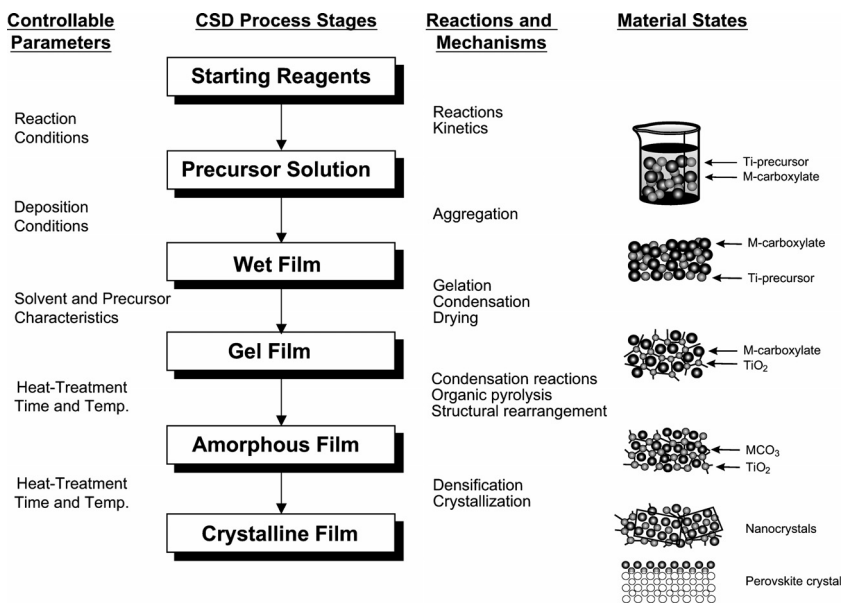 Controllable
Parameters
CSD Process Stages
Reactions and
Mechanisms
Material States
Starting Reagents
Reaction
Conditions
Reactions
Kinetics
Ti-precursor
M-carboxylate
Precursor Solution
Deposition
Conditions
Aggregation
M-carboxylate
Ti-precursor
Wet Film
Solvent and Precursor
Characteristics
Gelation
Condensation
Drying
Gel Film
M-carboxylate
TiO2
Heat-Treatment
Time and Temp.
Condensation reactions
Organic pyrolysis
Structural rearrangement
Amorphous Film
MCO3
TiO2
Heat-Treatment
Time and Temp.
Densification
Crystallization
Crystalline Film
Nanocrystals
Perovskite crystal